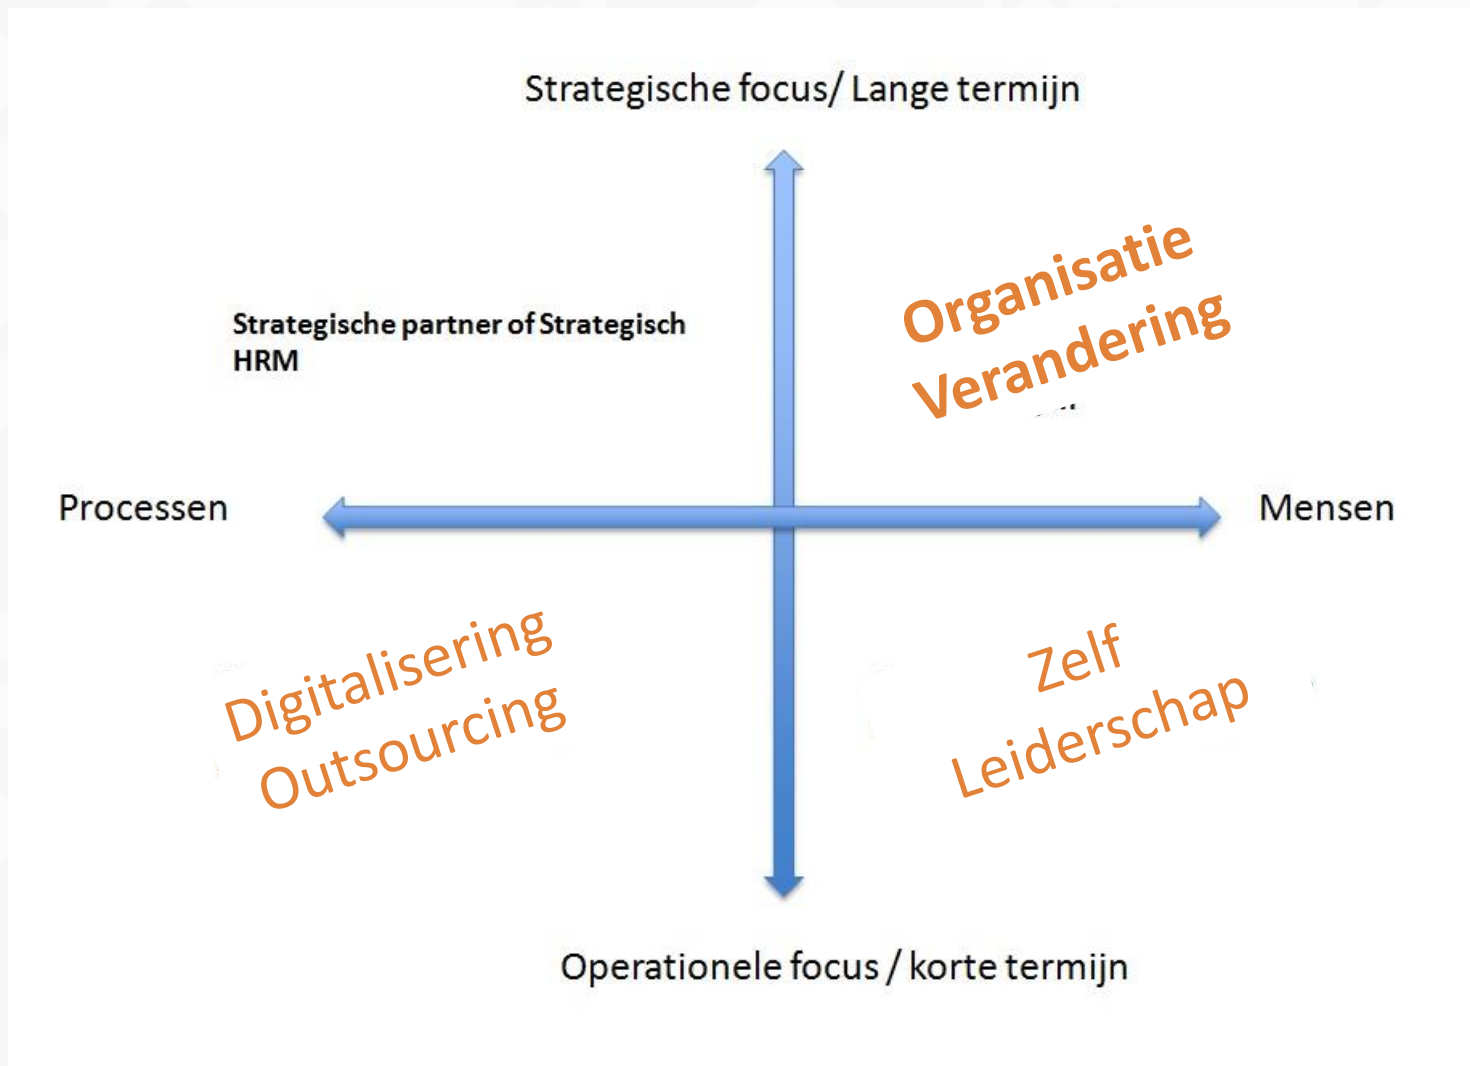 Strategische focus/ Lange termijn
Organisatie
Verandering
Strategische partner of Strategisch
HRM
Processen
Mensen
Digitalisering
Outsourcing
Zelf
Leiderschap
Operationele focus / korte termijn